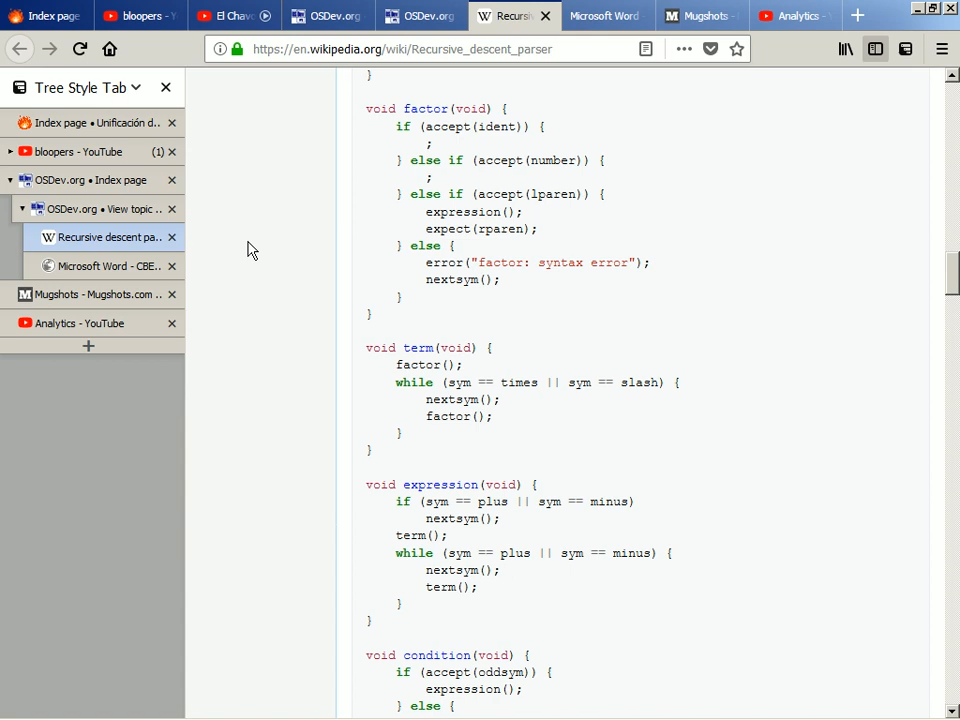 Index page
bloopers - Y
El Chavo
OSDev.org
OSDev.org
Recursiv
Microsoft Word
Mugshots -
Analytics -
https://en.wikipedia.org/wiki/Recursive_descent_parser
Tree Style Tab
Index page • Unificación d..
bloopers - YouTube (1)
OSDev.org • Index page
OSDev.org • View topic ..
Recursive descent pa..
Microsoft Word - CBE..
Mugshots - Mugshots.com ..
Analytics - YouTube
}
void factor(void) {
if (accept(ident)) {
;
} else if (accept(number)) {
;
} else if (accept(lparen)) {
expression();
expect(rparen);
} else {
error("factor: syntax error");
nextsym();
}
}
void term(void) {
factor();
while (sym == times || sym == slash) {
nextsym();
factor();
}
}
void expression(void) {
if (sym == plus || sym == minus)
nextsym();
term();
while (sym == plus || sym == minus) {
nextsym();
term();
}
}
void condition(void) {
if (accept(oddsym)) {
expression();
} else {